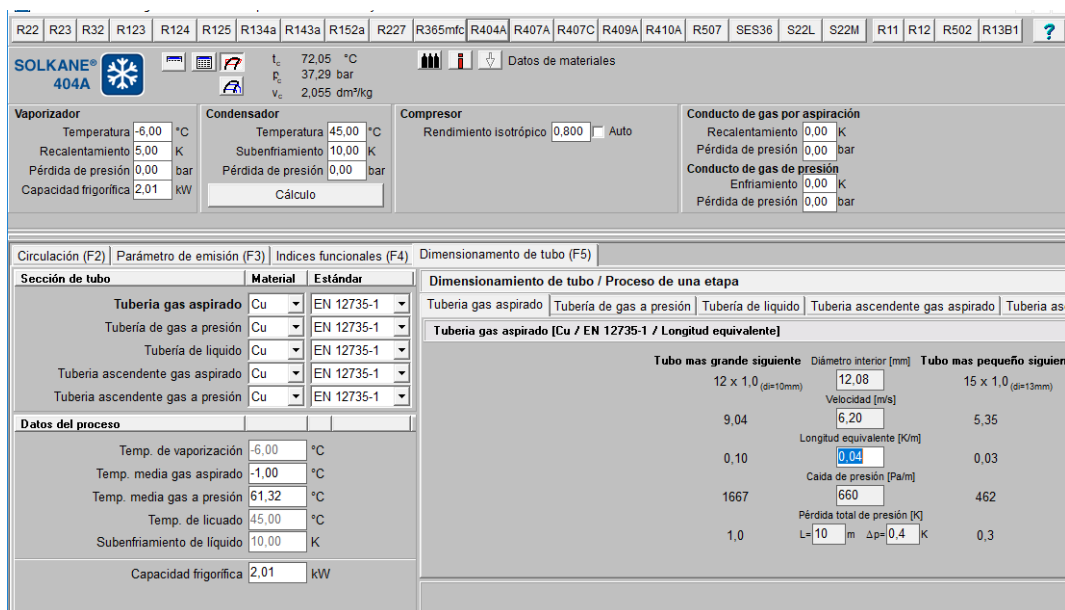 R22 R23 R32 R123 R124 R125 R134a R143a R152a R227 R365mfc R404A R407A R407C R409A R410A R507 SES36 S22L S22M R11 R12 R502 R13B1 ?
SOLKANE®
404A
tc 72,05 °C
pc 37,29 bar
vc 2,055 dm³/kg
Datos de materiales
Vaporizador
Temperatura -6,00 °C
Recalentamiento 5,00 K
Pérdida de presión 0,00 bar
Capacidad frigorífica 2,01 kW
Condensador
Temperatura 45,00 °C
Subenfriamiento 10,00 K
Pérdida de presión 0,00 bar
Cálculo
Compresor
Rendimiento isotrópico 0,800 Auto
Conducto de gas por aspiración
Recalentamiento 0,00 K
Pérdida de presión 0,00 bar
Conducto de gas de presión
Enfriamiento 0,00 K
Pérdida de presión 0,00 bar
Circulación (F2) Parámetro de emisión (F3) Indices funcionales (F4) Dimensionamento de tubo (F5)
Sección de tubo Material Estándar
Tuberia gas aspirado Cu EN 12735-1
Tubería de gas a presión Cu EN 12735-1
Tubería de liquido Cu EN 12735-1
Tuberia ascendente gas aspirado Cu EN 12735-1
Tuberia ascendente gas a presión Cu EN 12735-1
Datos del proceso
Temp. de vaporización -6,00 °C
Temp. media gas aspirado -1,00 °C
Temp. media gas a presión 61,32 °C
Temp. de licuado 45,00 °C
Subenfriamiento de líquido 10,00 K
Capacidad frigorífica 2,01 kW
Dimensionamiento de tubo / Proceso de una etapa
Tuberia gas aspirado Tubería de gas a presión Tubería de liquido Tuberia ascendente gas aspirado Tuberia as
Tuberia gas aspirado [Cu / EN 12735-1 / Longitud equivalente]
Tubo mas grande siguiente Diámetro interior [mm] Tubo mas pequeño siguien
12 x 1,0 (di=10mm) 12,08 15 x 1,0 (di=13mm)
Velocidad [m/s]
9,04 6,20 5,35
Longitud equivalente [K/m]
0,10 0,04 0,03
Caida de presión [Pa/m]
1667 660 462
Pérdida total de presión [K]
1,0 L= 10 m Δp= 0,4 K 0,3